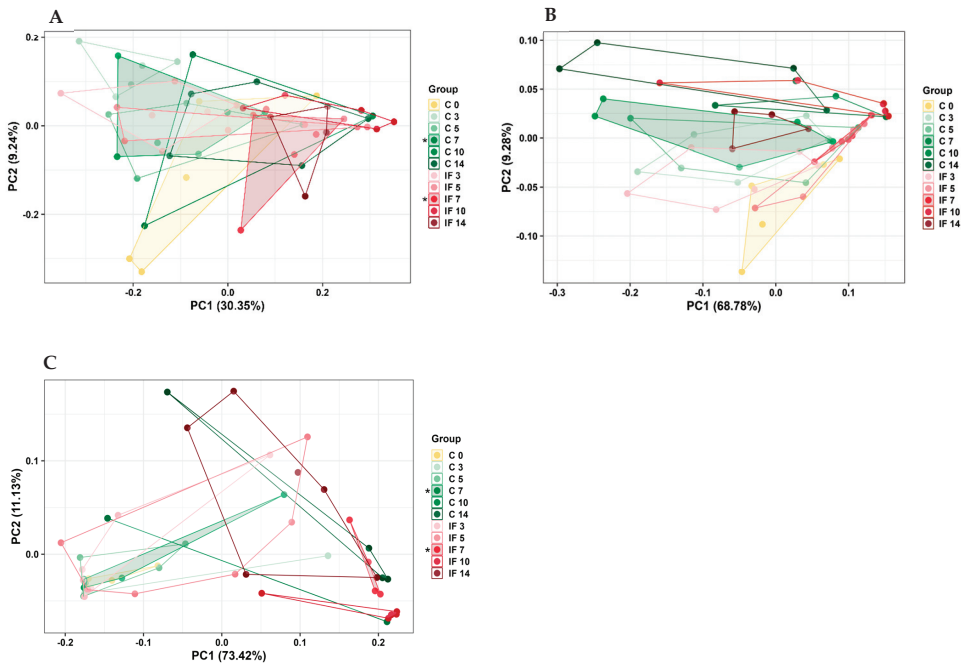 A
PC2 (9.24%)
0.2
0.0
-0.2
-0.2
0.0
0.2
PC1 (30.35%)
Group
C 0
C 3
C 5
* C 7
C 10
C 14
IF 3
IF 5
* IF 7
IF 10
IF 14
B
PC2 (9.28%)
0.10
0.05
0.00
-0.05
-0.10
-0.3
-0.2
-0.1
0.0
0.1
PC1 (68.78%)
Group
C 0
C 3
C 5
C 7
C 10
C 14
IF 3
IF 5
IF 7
IF 10
IF 14
C
PC2 (11.13%)
0.1
0.0
-0.2
-0.1
0.0
0.1
0.2
PC1 (73.42%)
Group
C 0
C 3
C 5
* C 7
C 10
C 14
IF 3
IF 5
* IF 7
IF 10
IF 14